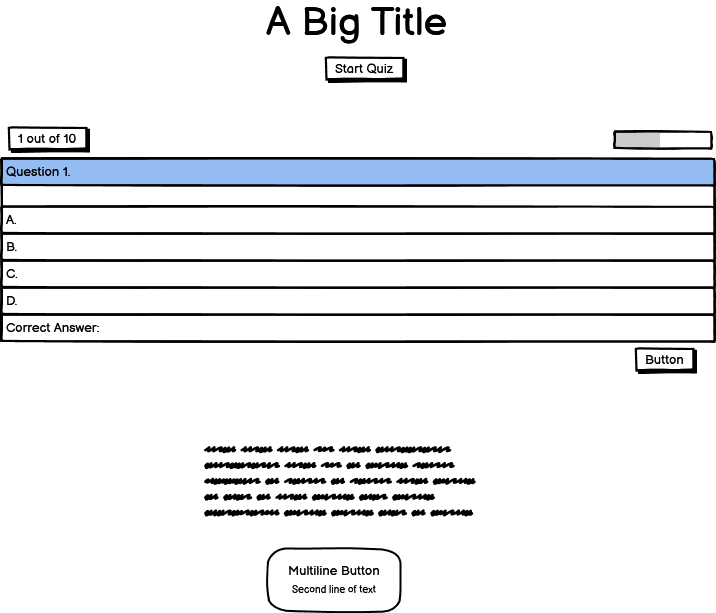 A Big Title
Start Quiz
1 out of 10
Question 1.
A.
B.
C.
D.
Correct Answer:
Button
Multiline Button
Second line of text